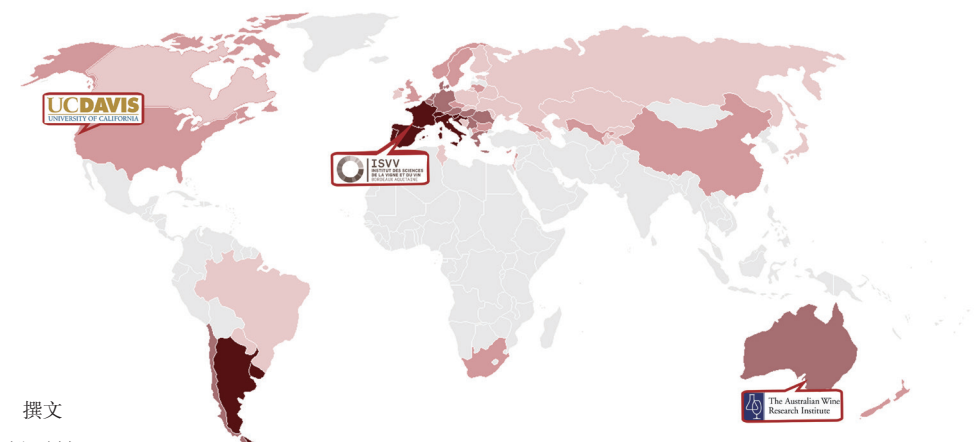 UCDAVIS
UNIVERSITY OF CALIFORNIA
ISVV
INSTITUT DES SCIENCES
DE LA VIGNE ET DU VIN
BORDEAUX AQUITAINE
The Australian Wine
Research Institute
撰文